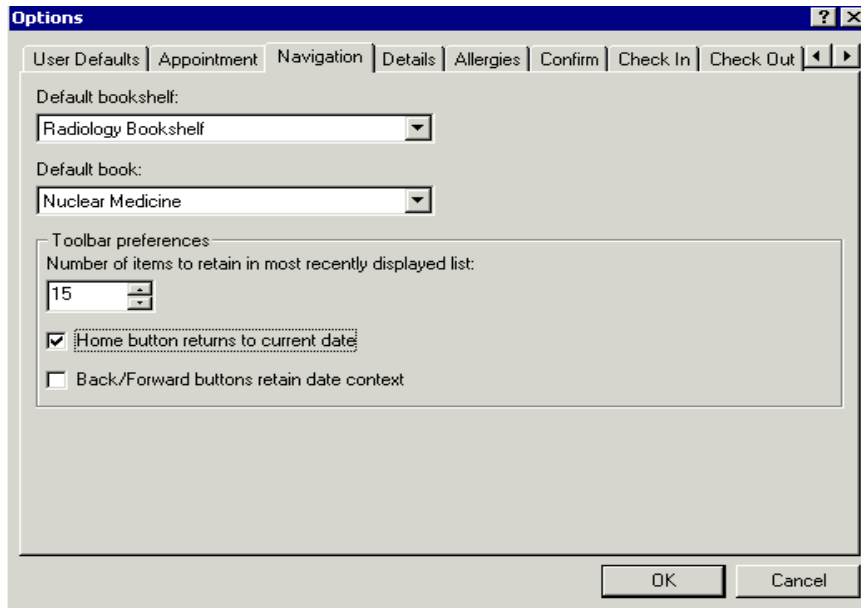 Options
User Defaults Appointment Navigation Details Allergies Confirm Check In Check Out
Default bookshelf:
Radiology Bookshelf
Default book:
Nuclear Medicine
Toolbar preferences
Number of items to retain in most recently displayed list:
15
Home button returns to current date
Back/Forward buttons retain date context
OK Cancel